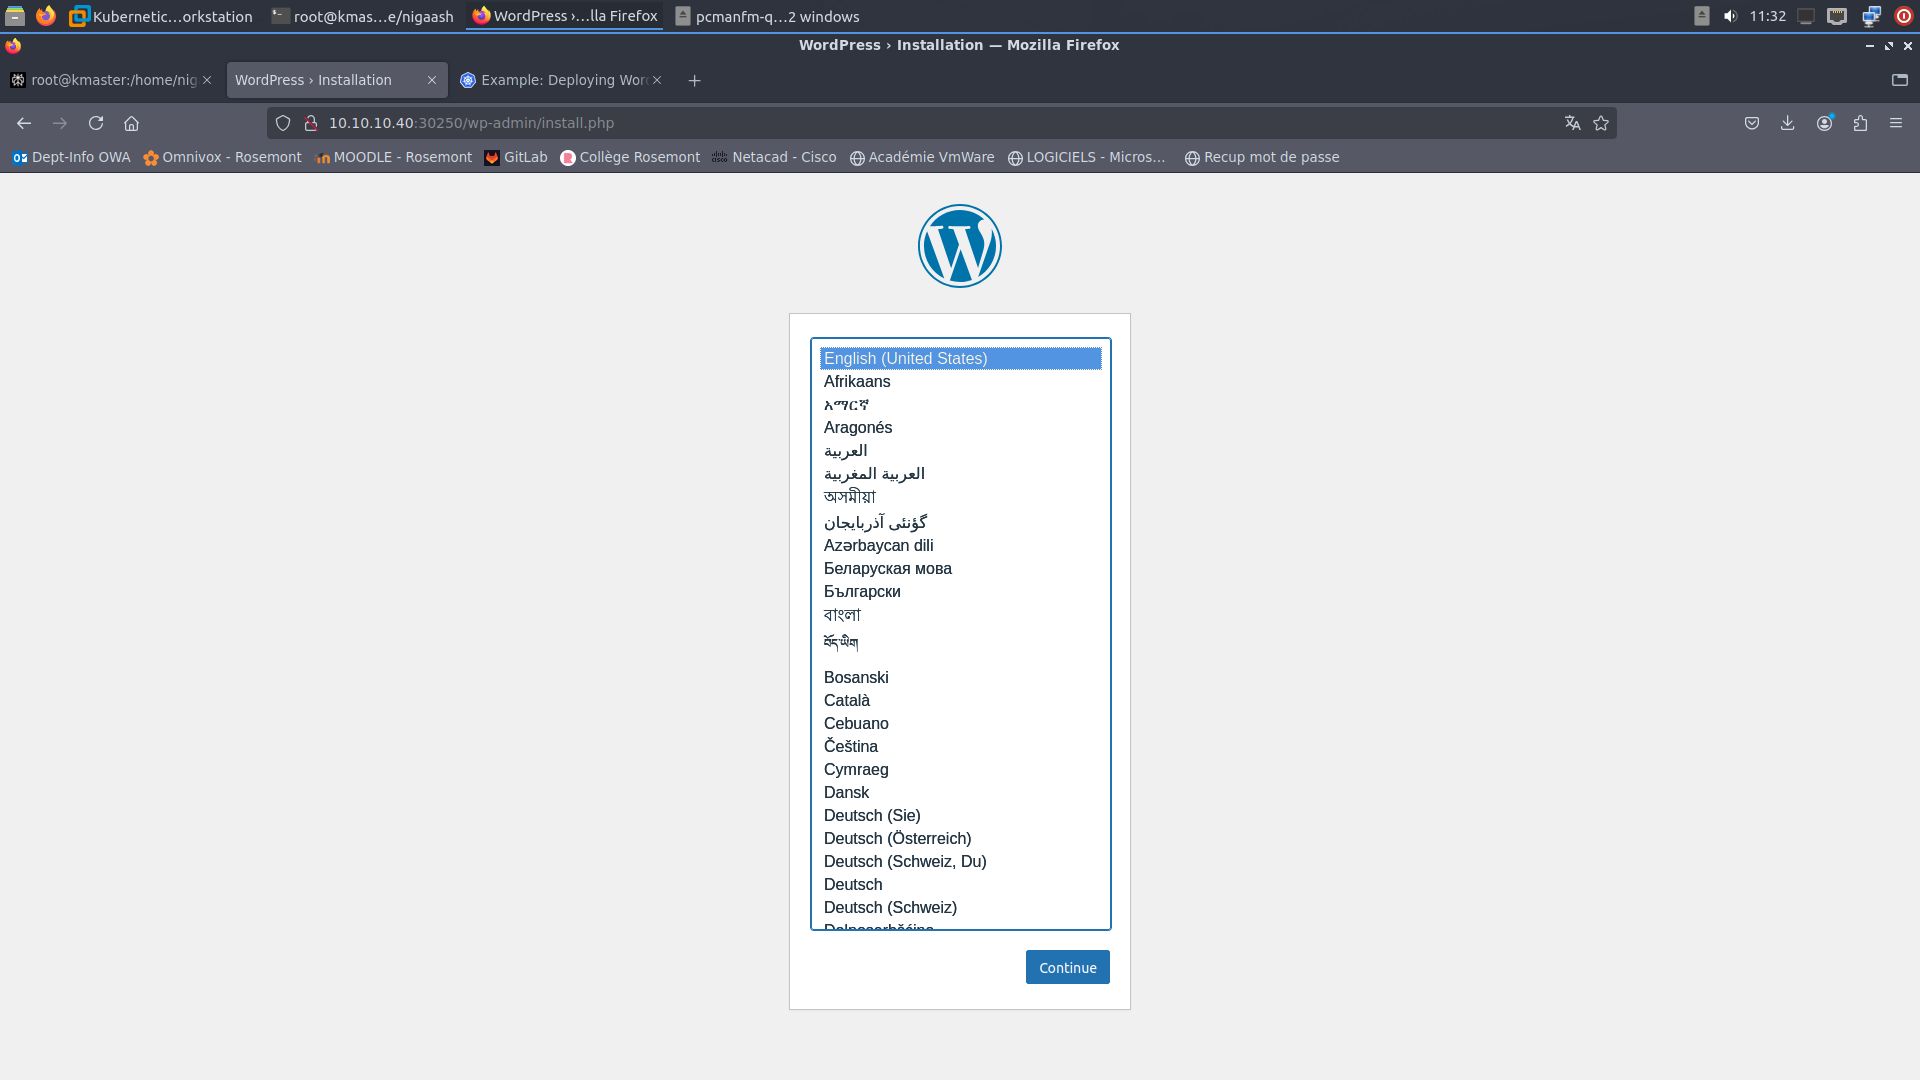 Kubernetic...orkstation
root@kmas...e/nigaash
WordPress ›...lla Firefox
pcmanfm-q...2 windows
11:32
WordPress › Installation — Mozilla Firefox
root@kmaster:/home/nig
WordPress › Installation
Example: Deploying Wor
10.10.10.40:30250/wp-admin/install.php
Dept-Info OWA
Omnivox - Rosemont
MOODLE - Rosemont
GitLab
Collège Rosemont
Netacad - Cisco
Académie VmWare
LOGICIELS - Micros...
Recup mot de passe
English (United States)
Afrikaans
አማርኛ
Aragonés
العربية
العربية المغربية
অসমীয়া
گؤنئی آذربایجان
Azərbaycan dili
Беларуская мова
Български
বাংলা
བོད་ཡིག
Bosanski
Català
Cebuano
Čeština
Cymraeg
Dansk
Deutsch (Sie)
Deutsch (Österreich)
Deutsch (Schweiz, Du)
Deutsch
Deutsch (Schweiz)
Continue